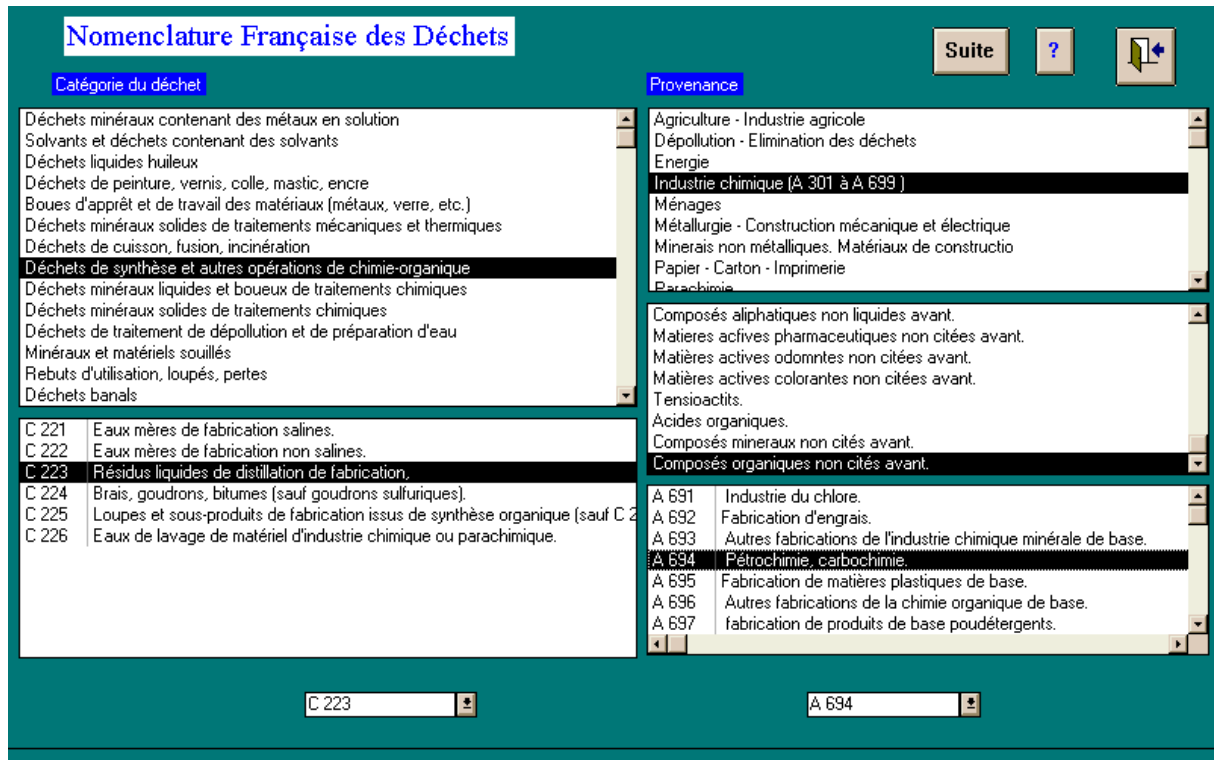 Nomenclature Française des Déchets
Suite
?
Catégorie du déchet
Déchets minéraux contenant des métaux en solution
Solvants et déchets contenant des solvants
Déchets liquides huileux
Déchets de peinture, vernis, colle, mastic, encre
Boues d'apprêt et de travail des matériaux (métaux, verre, etc.)
Déchets minéraux solides de traitements mécaniques et thermiques
Déchets de cuisson, fusion, incinération
Déchets de synthèse et autres opérations de chimie-organique
Déchets minéraux liquides et boueux de traitements chimiques
Déchets minéraux solides de traitements chimiques
Déchets de traitement de dépollution et de préparation d'eau
Minéraux et matériels souillés
Rebuts d'utilisation, loupés, pertes
Déchets banals
C 221 Eaux mères de fabrication salines.
C 222 Eaux mères de fabrication non salines.
C 223 Résidus liquides de distillation de fabrication,
C 224 Brais, goudrons, bitumes (sauf goudrons sulfuriques).
C 225 Loupes et sous-produits de fabrication issus de synthèse organique (sauf C 2
C 226 Eaux de lavage de matériel d'industrie chimique ou parachimique.
C 223
Provenance
Agriculture - Industrie agricole
Dépollution - Elimination des déchets
Energie
Industrie chimique (A 301 à A 699 )
Ménages
Métallurgie - Construction mécanique et électrique
Minerais non métalliques. Matériaux de constructio
Papier - Carton - Imprimerie
Parachimie
Composés aliphatiques non liquides avant.
Matieres acfives pharmaceutiques non citées avant.
Matières actives odomntes non citées avant.
Matières actives colorantes non citées avant.
Tensioactits.
Acides organiques.
Composés mineraux non cités avant.
Composés organiques non cités avant.
A 691 Industrie du chlore.
A 692 Fabrication d'engrais.
A 693 Autres fabrications de l'industrie chimique minérale de base.
A 694 Pétrochimie, carbochimie.
A 695 Fabrication de matières plastiques de base.
A 696 Autres fabrications de la chimie organique de base.
A 697 fabrication de produits de base poudétergents.
A 694